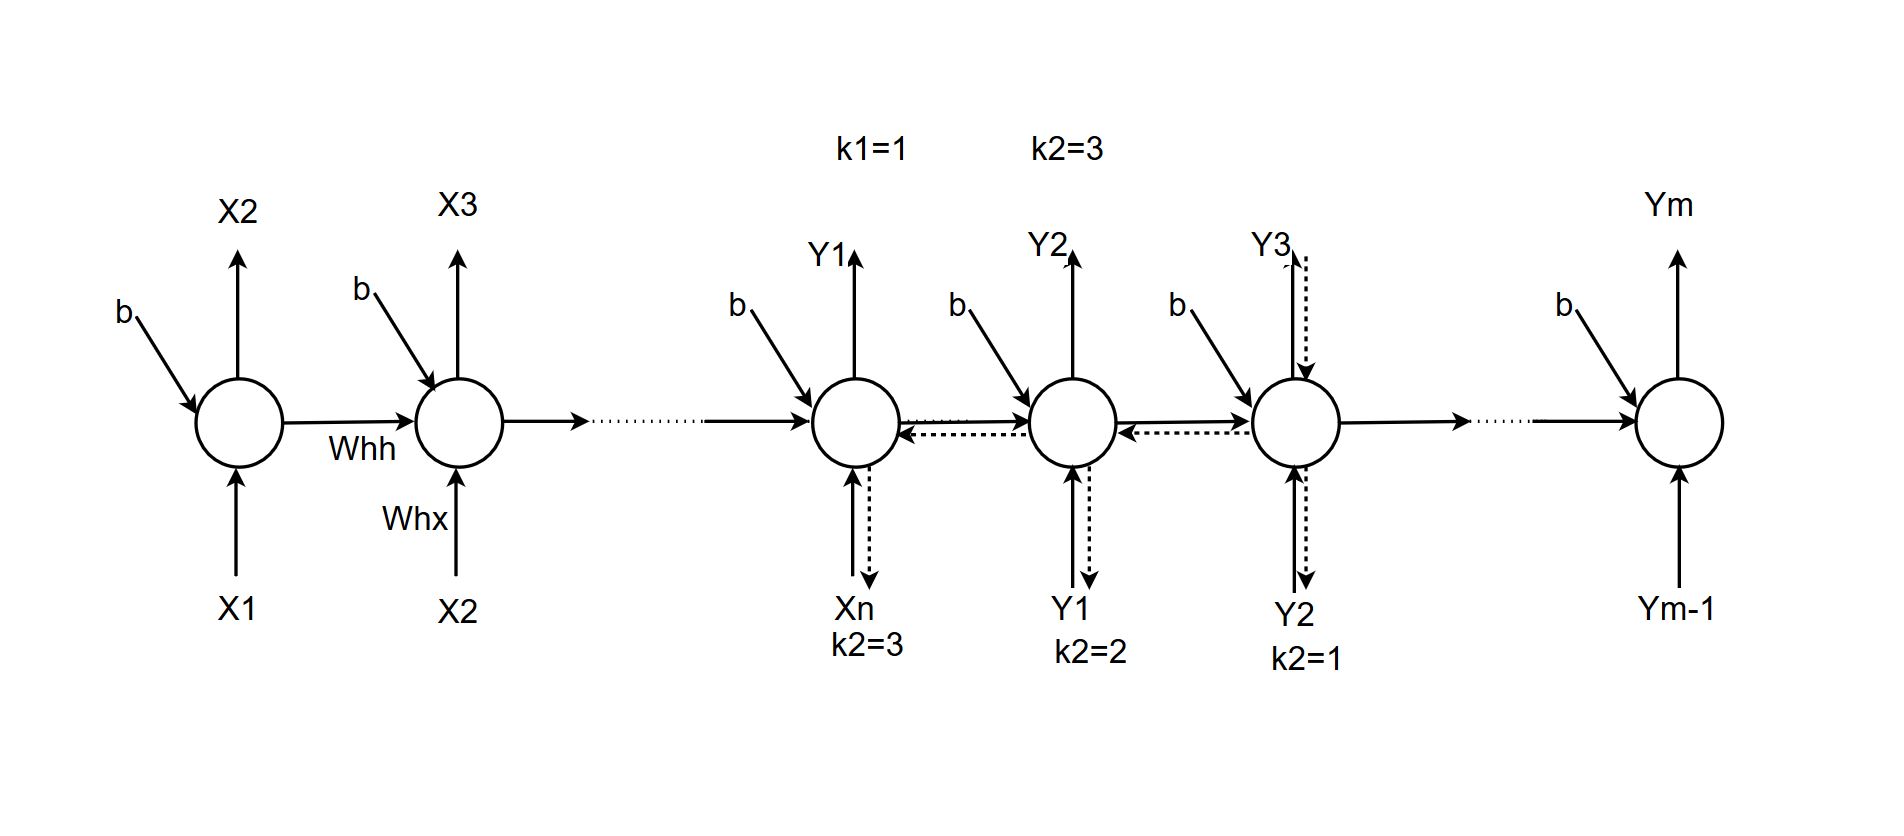 k1=1 k2=3
X2 X3 Ym
Y1 Y2 Y3
b b b b b b
Whh
Whx
X1 X2 Xn Y1 Y2 Ym-1
k2=3 k2=2 k2=1